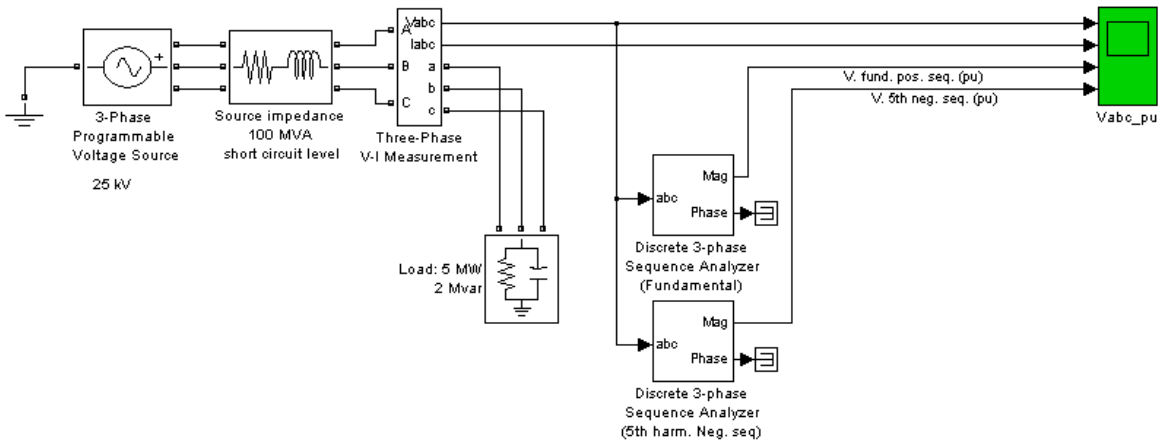 Vabc
Iabc
A
B
C
a
b
c
3-Phase
Programmable
Voltage Source
25 kV
Source impedance
100 MVA
short circuit level
Three-Phase
V-I Measurement
V. fund. pos. seq. (pu)
V. 5th neg. seq. (pu)
Vabc_pu
Load: 5 MW
2 Mvar
abc
Mag
Phase
Discrete 3-phase
Sequence Analyzer
(Fundamental)
abc
Mag
Phase
Discrete 3-phase
Sequence Analyzer
(5th harm. Neg. seq)